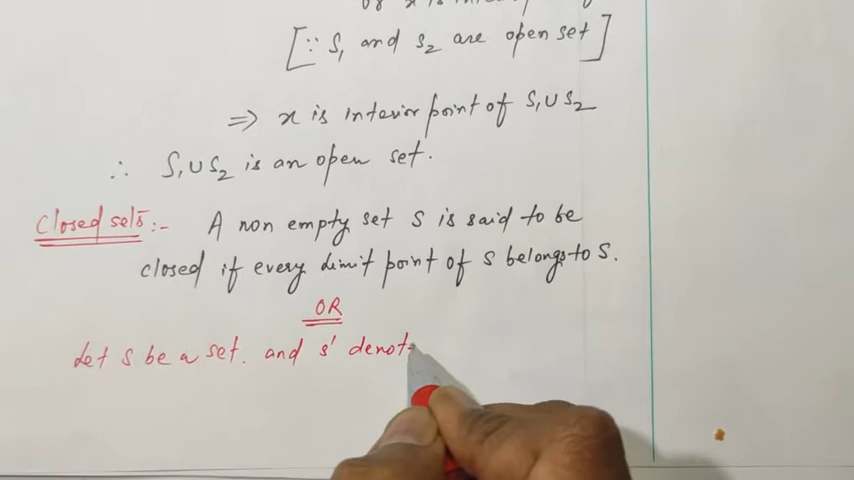 [∵ S₁ and S₂ are open set]
⇒ x is interior point of S₁∪S₂
∴ S₁∪S₂ is an open set.
Closed sets:- A non empty set S is said to be
closed if every limit point of S belongs to S.
OR
Let S be a set. and S' denot